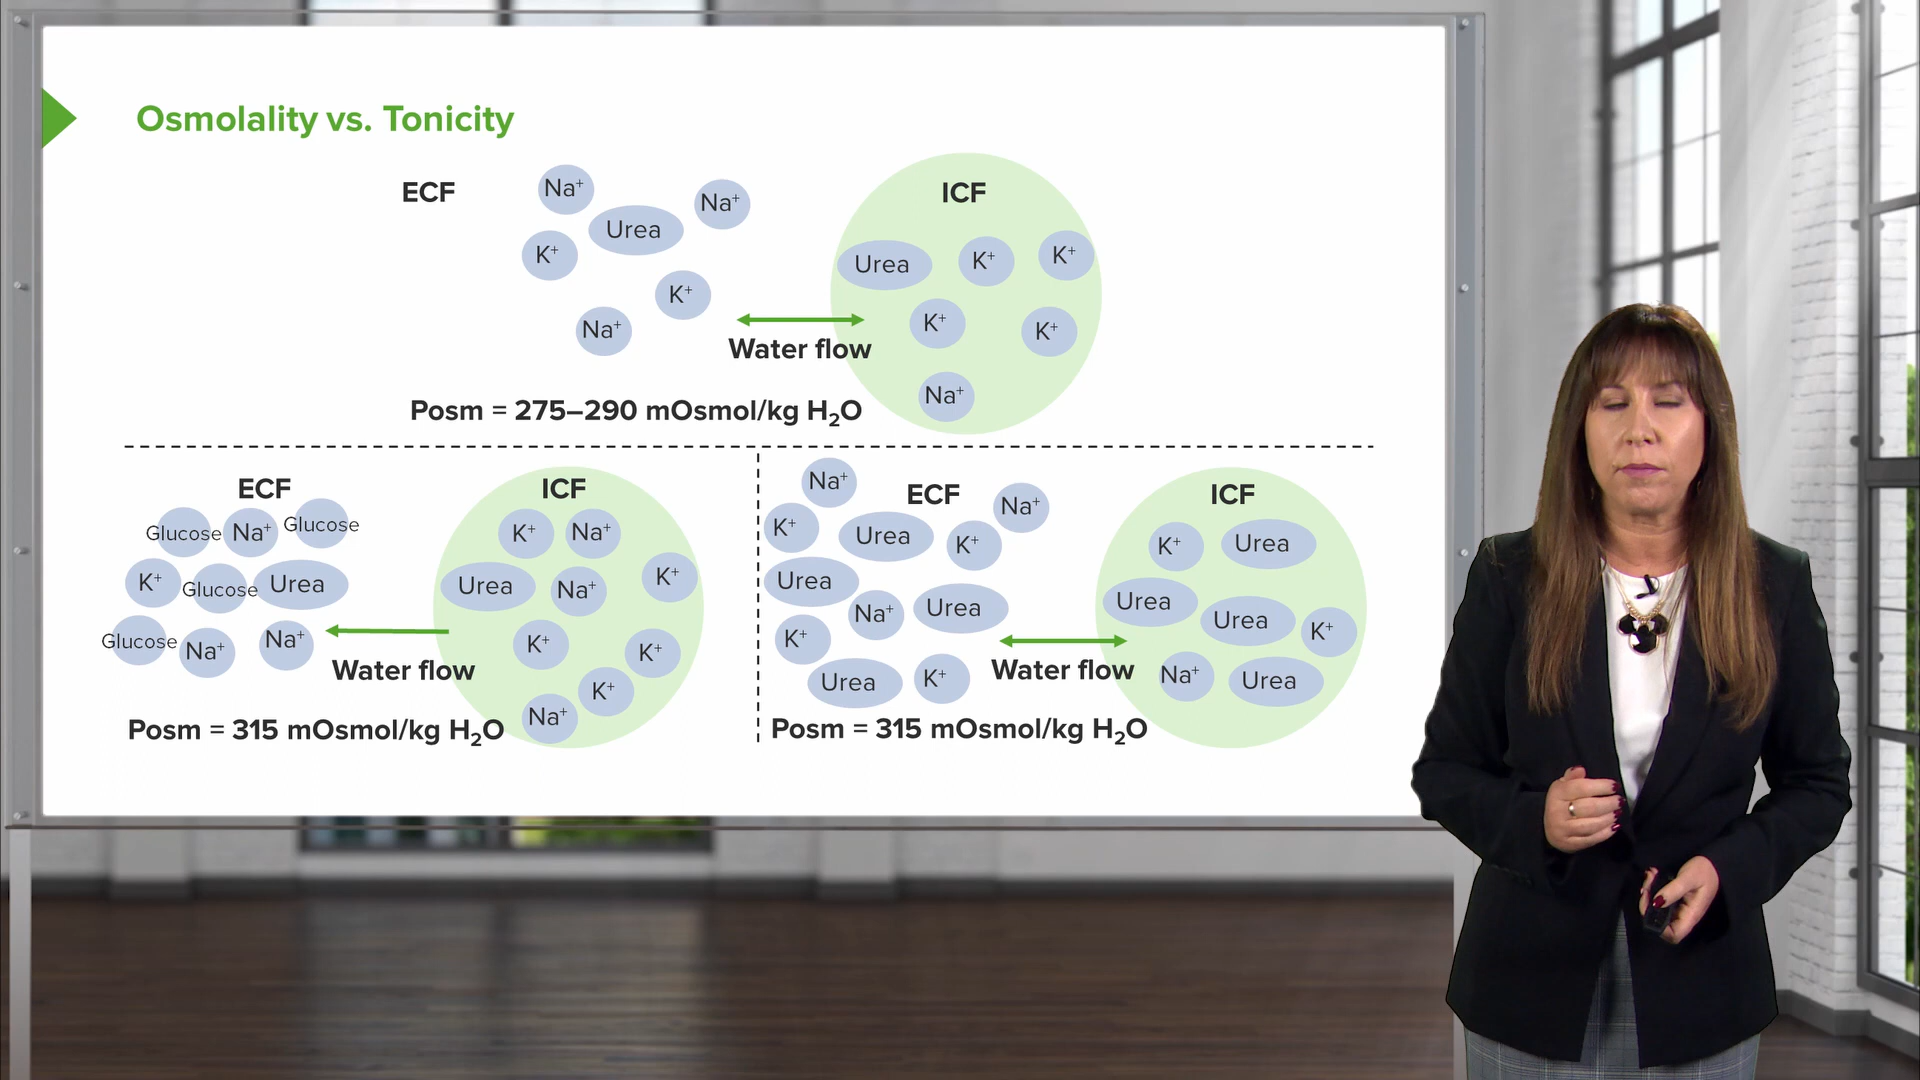 Osmolality vs. Tonicity
ECF
Na⁺
Na⁺
Urea
K⁺
K⁺
Na⁺
ICF
Urea
K⁺
K⁺
K⁺
K⁺
Na⁺
Water flow
Posm = 275–290 mOsmol/kg H₂O
ECF
Glucose
Na⁺
Glucose
K⁺
Glucose
Urea
Glucose
Na⁺
Na⁺
Water flow
Posm = 315 mOsmol/kg H₂O
ICF
K⁺
Na⁺
Urea
Na⁺
K⁺
K⁺
K⁺
K⁺
Na⁺
ECF
Na⁺
Na⁺
K⁺
Urea
K⁺
Urea
Na⁺
Urea
K⁺
Urea
K⁺
Water flow
Posm = 315 mOsmol/kg H₂O
ICF
K⁺
Urea
Urea
Urea
K⁺
Na⁺
Urea